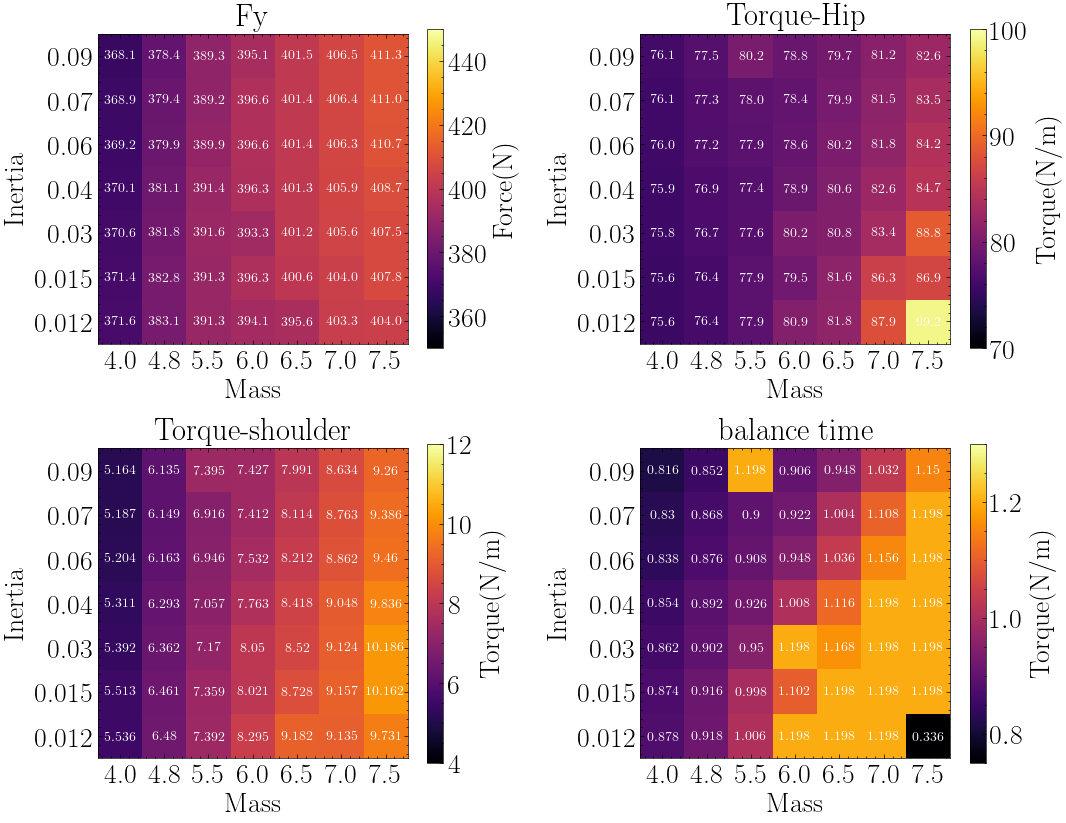 Fy
Torque-Hip
0.09 368.1 378.4 389.3 395.1 401.5 406.5 411.3
0.07 368.9 379.4 389.2 396.6 401.4 406.4 411.0
0.06 369.2 379.9 389.9 396.6 401.4 406.3 410.7
0.04 370.1 381.1 391.4 396.3 401.3 405.9 408.7
0.03 370.6 381.8 391.6 393.3 401.2 405.6 407.5
0.015 371.4 382.8 391.3 396.3 400.6 404.0 407.8
0.012 371.6 383.1 391.3 394.1 395.6 403.3 404.0
4.0 4.8 5.5 6.0 6.5 7.0 7.5
Mass
Inertia
440
420
400
380
360
Force(N)
0.09 76.1 77.5 80.2 78.8 79.7 81.2 82.6
0.07 76.1 77.3 78.0 78.4 79.9 81.5 83.5
0.06 76.0 77.2 77.9 78.6 80.2 81.8 84.2
0.04 75.9 76.9 77.4 78.9 80.6 82.6 84.7
0.03 75.8 76.7 77.6 80.2 80.8 83.4 88.8
0.015 75.6 76.4 77.9 79.5 81.6 86.3 86.9
0.012 75.6 76.4 77.9 80.9 81.8 87.9 99.2
4.0 4.8 5.5 6.0 6.5 7.0 7.5
Mass
Inertia
100
90
80
70
Torque(N/m)
Torque-shoulder
balance time
0.09 5.164 6.135 7.395 7.427 7.991 8.634 9.26
0.07 5.187 6.149 6.916 7.412 8.114 8.763 9.386
0.06 5.204 6.163 6.946 7.532 8.212 8.862 9.46
0.04 5.311 6.293 7.057 7.763 8.418 9.048 9.836
0.03 5.392 6.362 7.17 8.05 8.52 9.124 10.186
0.015 5.513 6.461 7.359 8.021 8.728 9.157 10.162
0.012 5.536 6.48 7.392 8.295 9.182 9.135 9.731
4.0 4.8 5.5 6.0 6.5 7.0 7.5
Mass
Inertia
12
10
8
6
4
Torque(N/m)
0.09 0.816 0.852 1.198 0.906 0.948 1.032 1.15
0.07 0.83 0.868 0.9 0.922 1.004 1.108 1.198
0.06 0.838 0.876 0.908 0.948 1.036 1.156 1.198
0.04 0.854 0.892 0.926 1.008 1.116 1.198 1.198
0.03 0.862 0.902 0.95 1.198 1.168 1.198 1.198
0.015 0.874 0.916 0.998 1.102 1.198 1.198 1.198
0.012 0.878 0.918 1.006 1.198 1.198 1.198 0.336
4.0 4.8 5.5 6.0 6.5 7.0 7.5
Mass
Inertia
1.2
1.0
0.8
Torque(N/m)